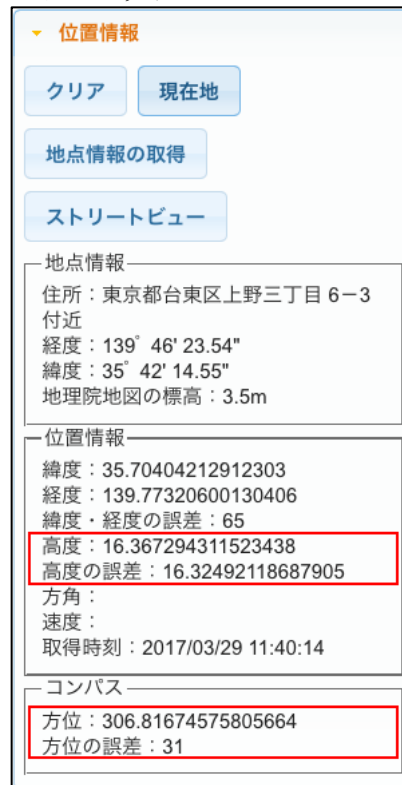 位置情報
クリア
現在地
地点情報の取得
ストリートビュー
地点情報
住所：東京都台東区上野三丁目 6－3
付近
経度：139° 46' 23.54"
緯度：35° 42' 14.55"
地理院地図の標高：3.5m
位置情報
緯度：35.70404212912303
経度：139.77320600130406
緯度・経度の誤差：65
高度：16.367294311523438
高度の誤差：16.32492118687905
方角：
速度：
取得時刻：2017/03/29 11:40:14
コンパス
方位：306.81674575805664
方位の誤差：31